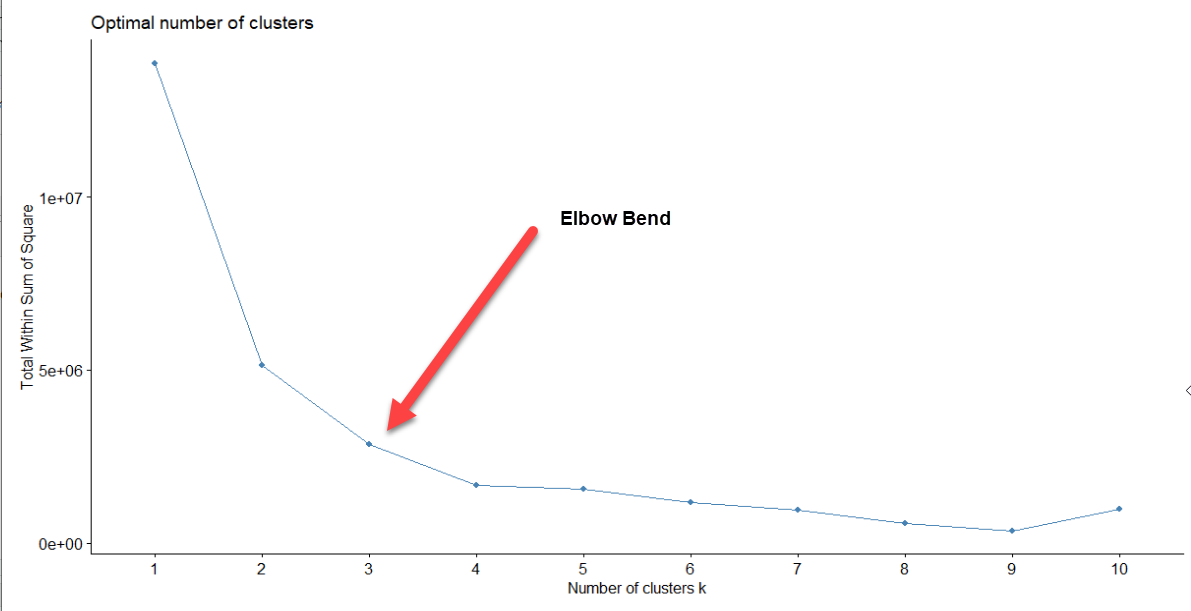 Optimal number of clusters
Elbow Bend
Total Within Sum of Square
1e+07
5e+06
0e+00
1 2 3 4 5 6 7 8 9 10
Number of clusters k